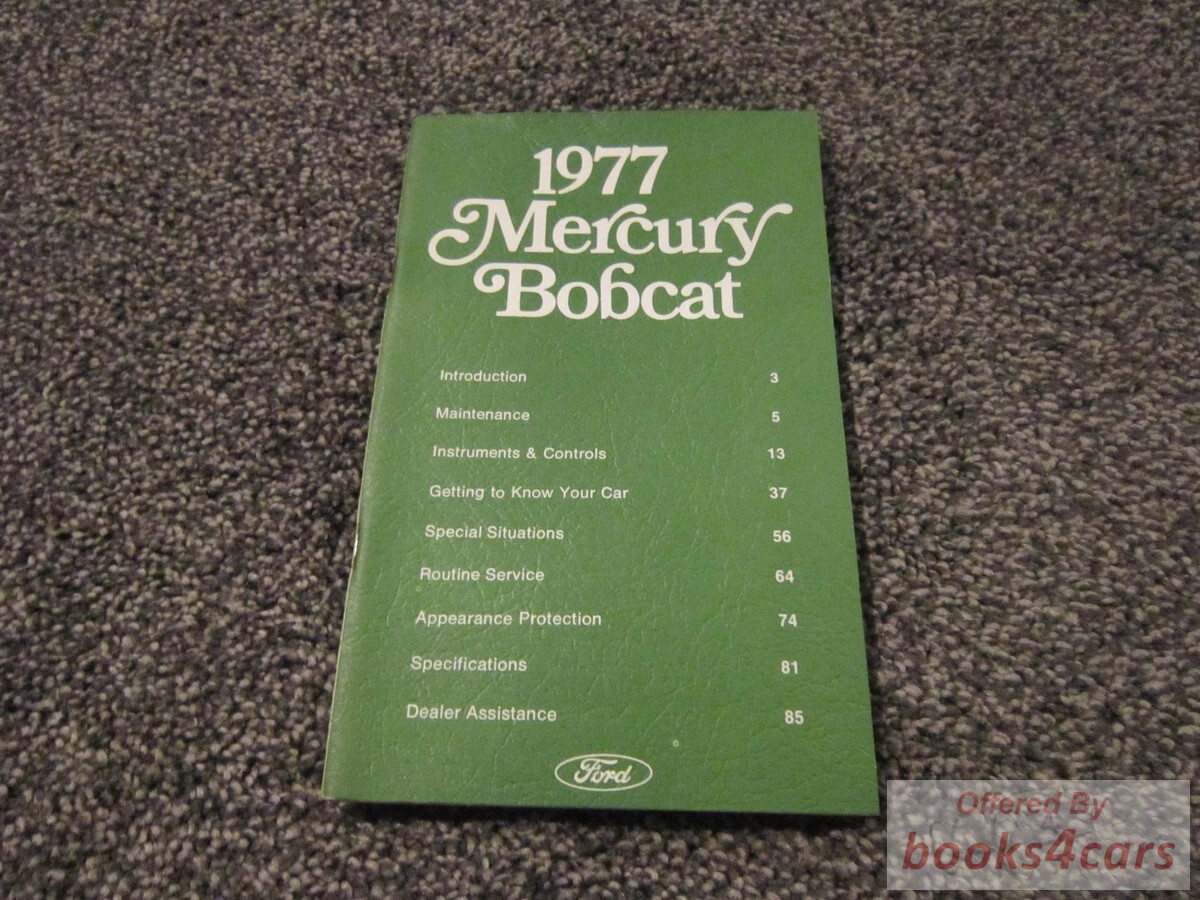 1977
Mercury
Bobcat
Introduction 3
Maintenance 5
Instruments & Controls 13
Getting to Know Your Car 37
Special Situations 56
Routine Service 64
Appearance Protection 74
Specifications 81
Dealer Assistance 85
Ford
Offered By
books4cars